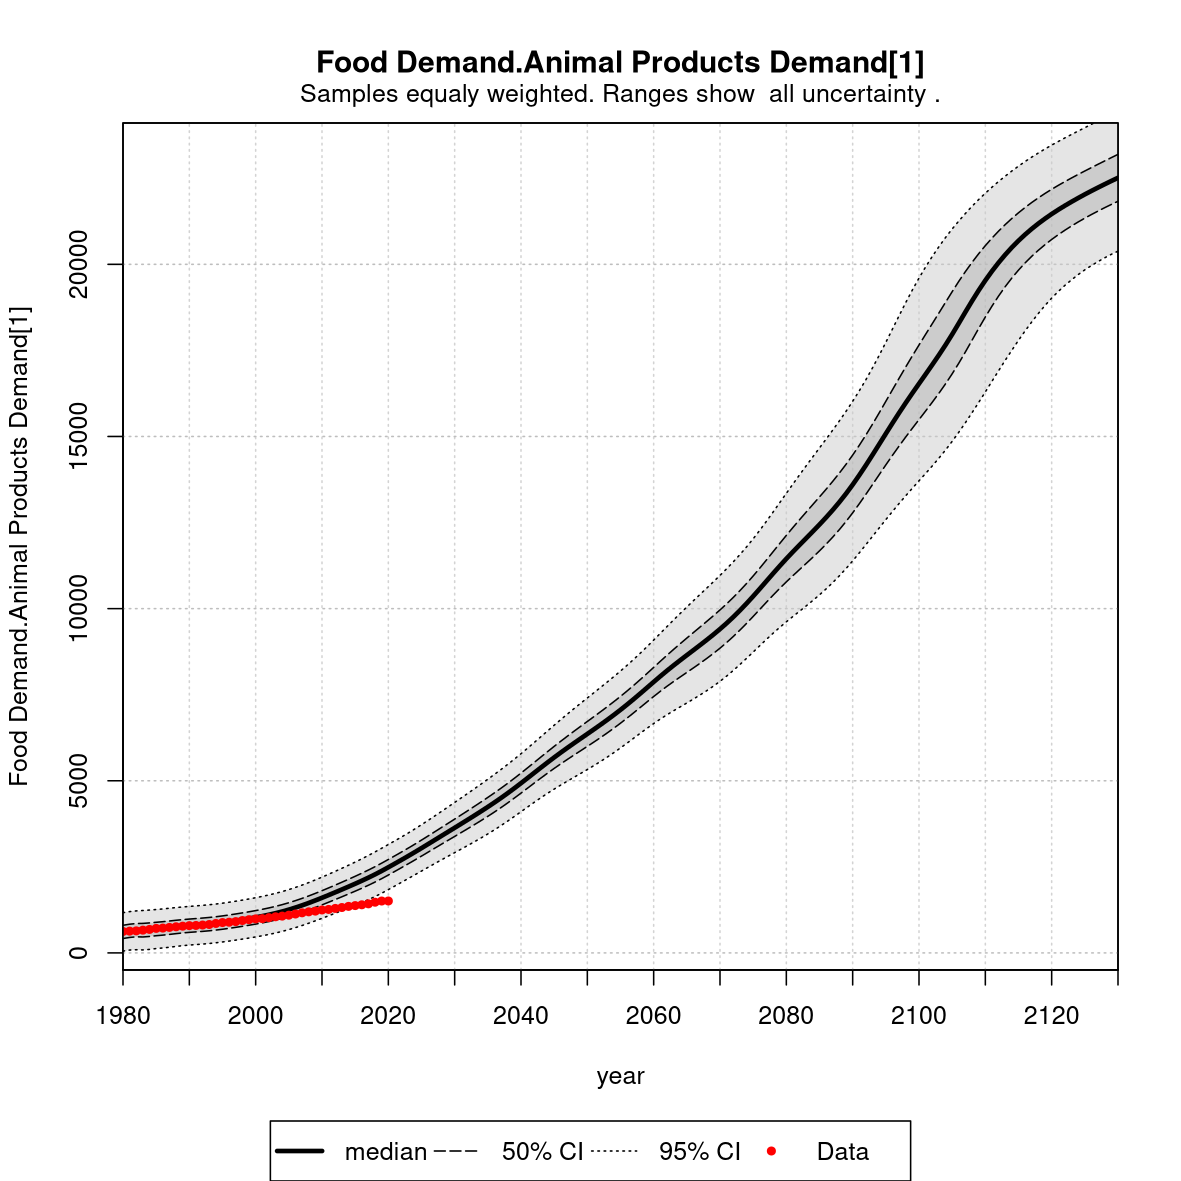 Food Demand.Animal Products Demand[1]
Samples equaly weighted. Ranges show  all uncertainty .
Food Demand.Animal Products Demand[1]
20000
15000
10000
5000
0
1980 2000 2020 2040 2060 2080 2100 2120
year
median 50% CI 95% CI Data